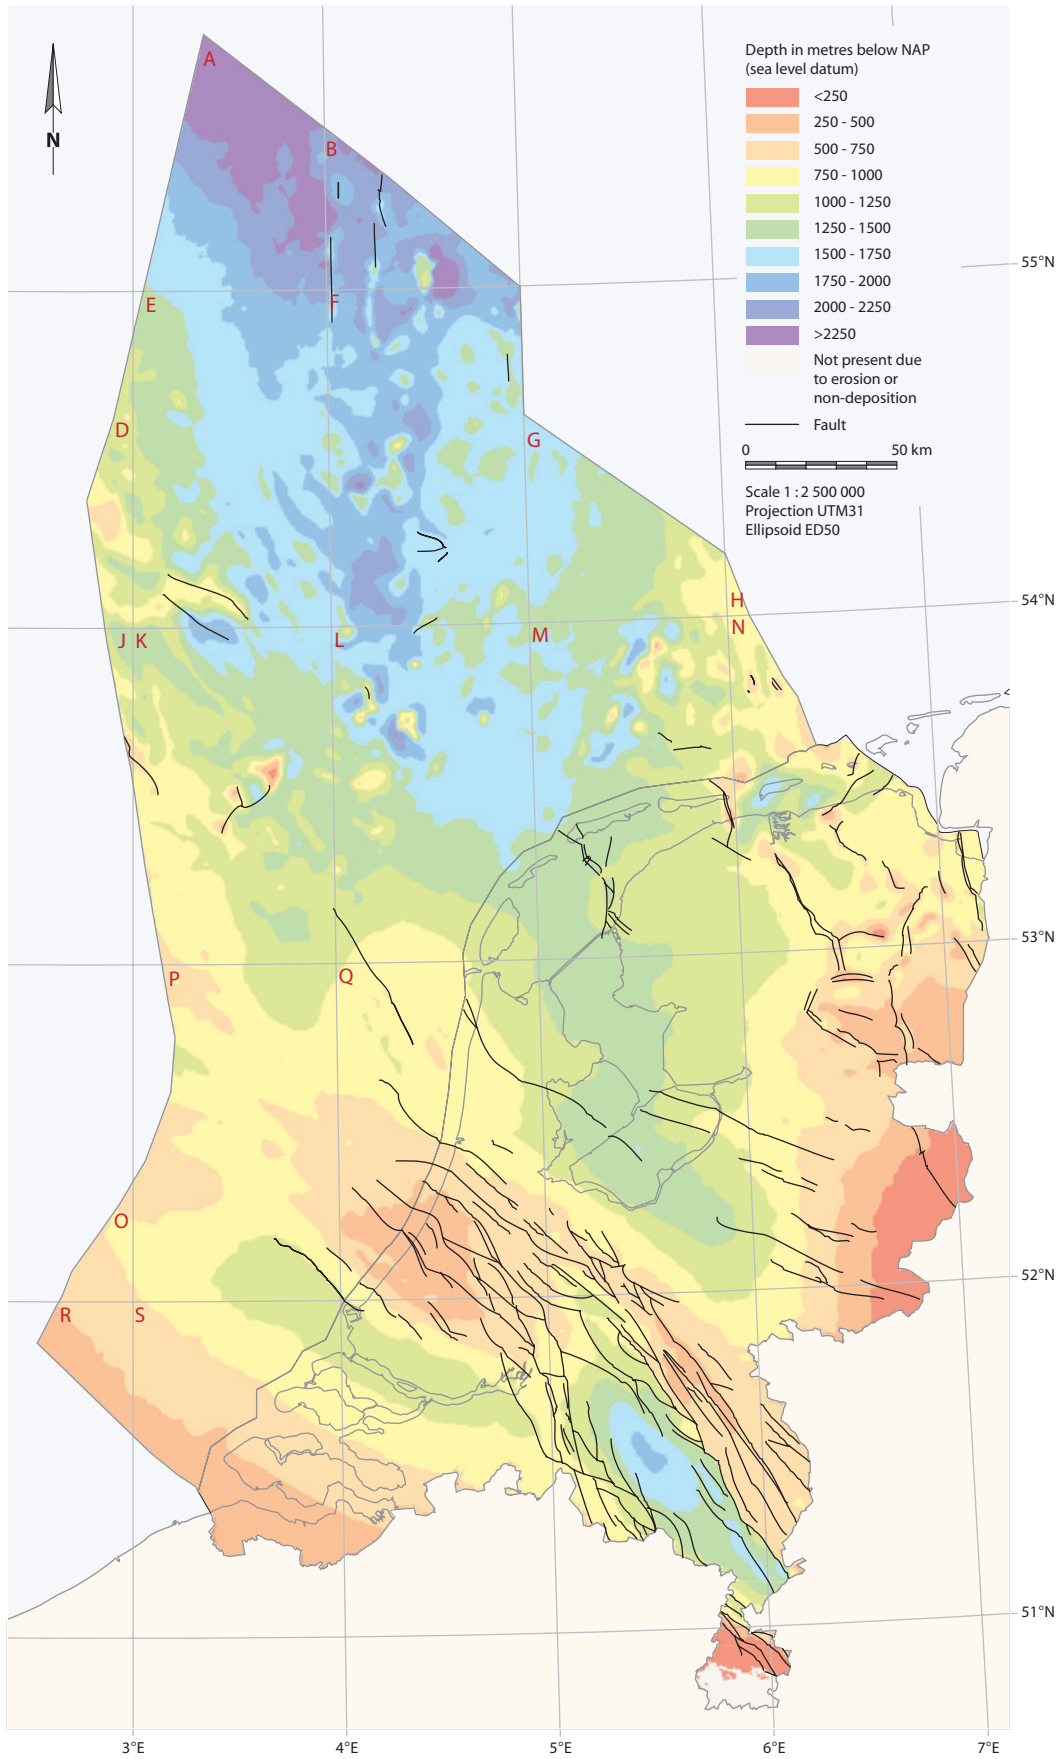 Depth in metres below NAP
(sea level datum)
<250
250 - 500
500 - 750
750 - 1000
1000 - 1250
1250 - 1500
1500 - 1750
1750 - 2000
2000 - 2250
>2250
Not present due
to erosion or
non-deposition
Fault
0 50 km
Scale 1 : 2 500 000
Projection UTM31
Ellipsoid ED50
N
A
B
E
F
D
G
H
J K
L
M
N
P
Q
O
R
S
55°N
54°N
53°N
52°N
51°N
3°E
4°E
5°E
6°E
7°E